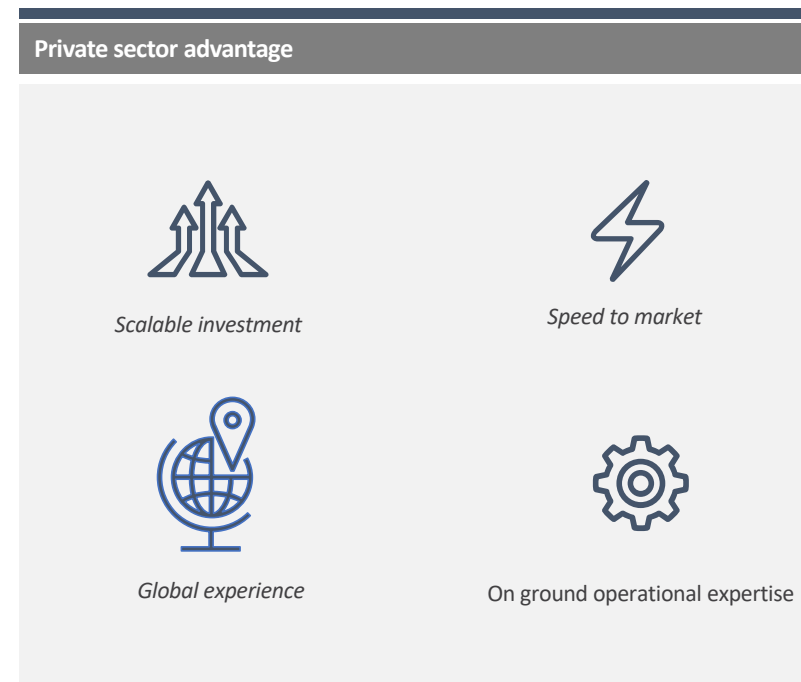 Private sector advantage
Scalable investment
Speed to market
Global experience
On ground operational expertise